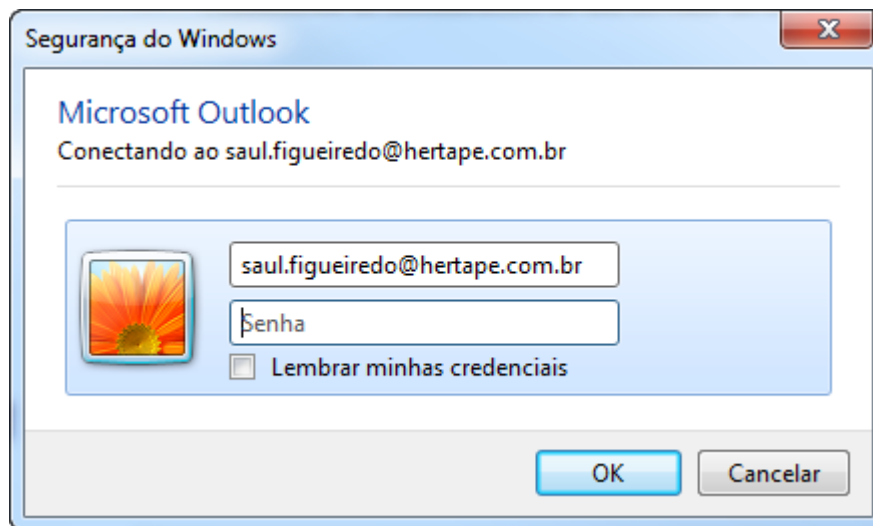 Segurança do Windows
Microsoft Outlook
Conectando ao saul.figueiredo@hertape.com.br
saul.figueiredo@hertape.com.br
Senha
Lembrar minhas credenciais
OK
Cancelar